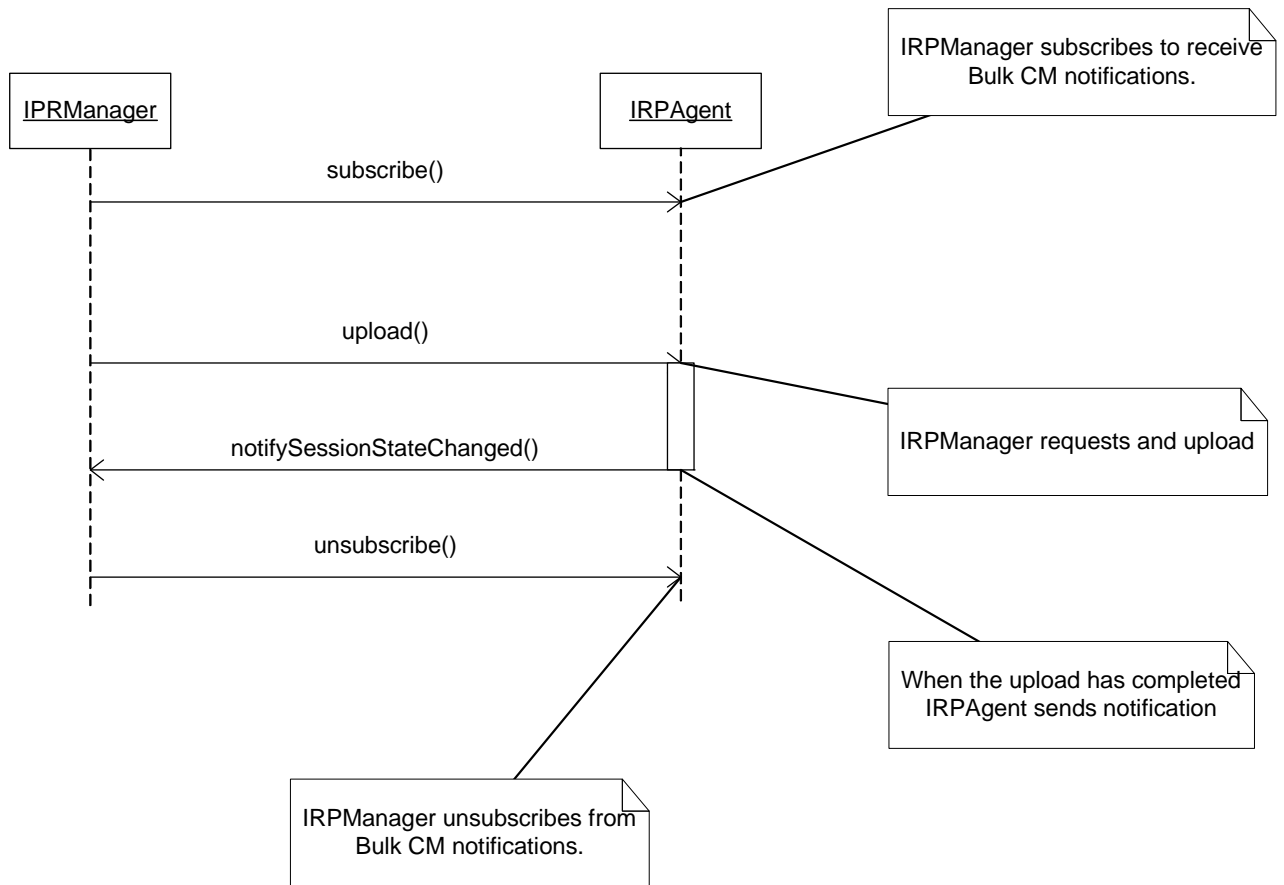 IRPManager subscribes to receive
Bulk CM notifications.
IPRManager
IRPAgent
subscribe()
upload()
IRPManager requests and upload
notifySessionStateChanged()
unsubscribe()
When the upload has completed
IRPAgent sends notification
IRPManager unsubscribes from
Bulk CM notifications.